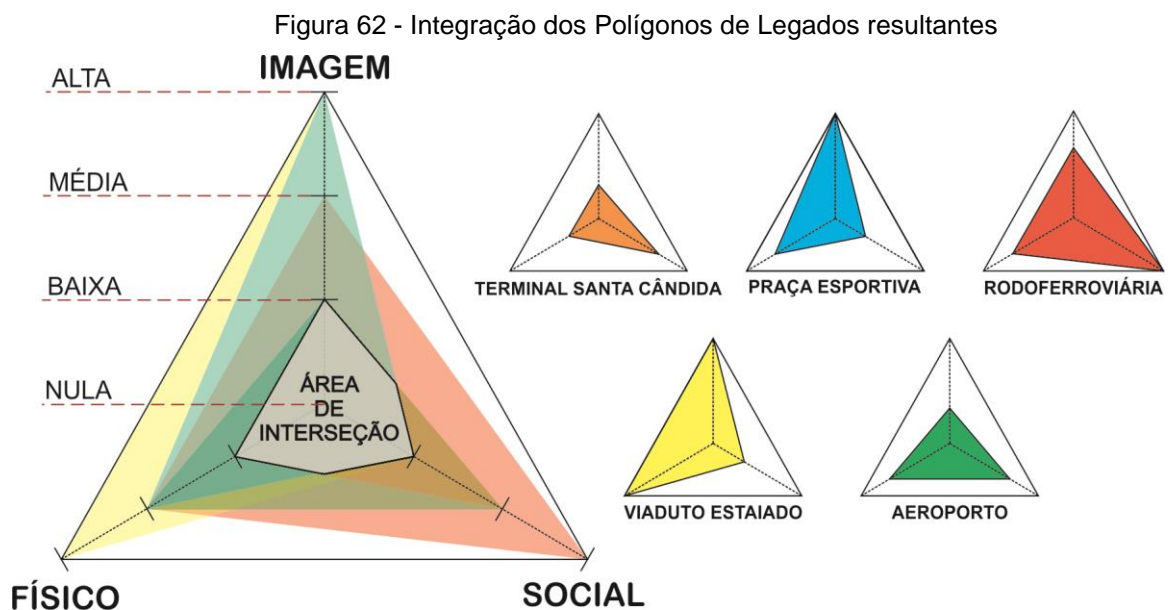 Figura 62 - Integração dos Polígonos de Legados resultantes
IMAGEM
ALTA
MÉDIA
BAIXA
NULA
ÁREA
DE
INTERSEÇÃO
FÍSICO
SOCIAL
TERMINAL SANTA CÂNDIDA
PRAÇA ESPORTIVA
RODOFERROVIÁRIA
VIADUTO ESTAIADO
AEROPORTO